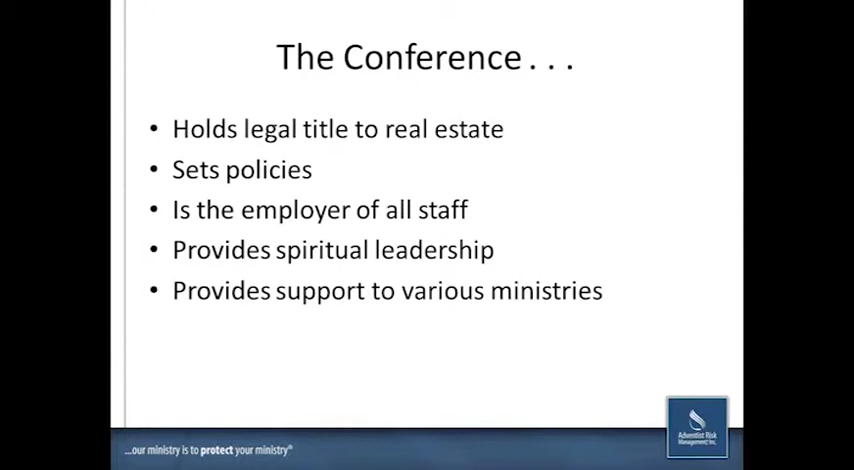 The Conference . . .
• Holds legal title to real estate
• Sets policies
• Is the employer of all staff
• Provides spiritual leadership
• Provides support to various ministries
...our ministry is to protect your ministry®
Adventist Risk
Management, Inc.